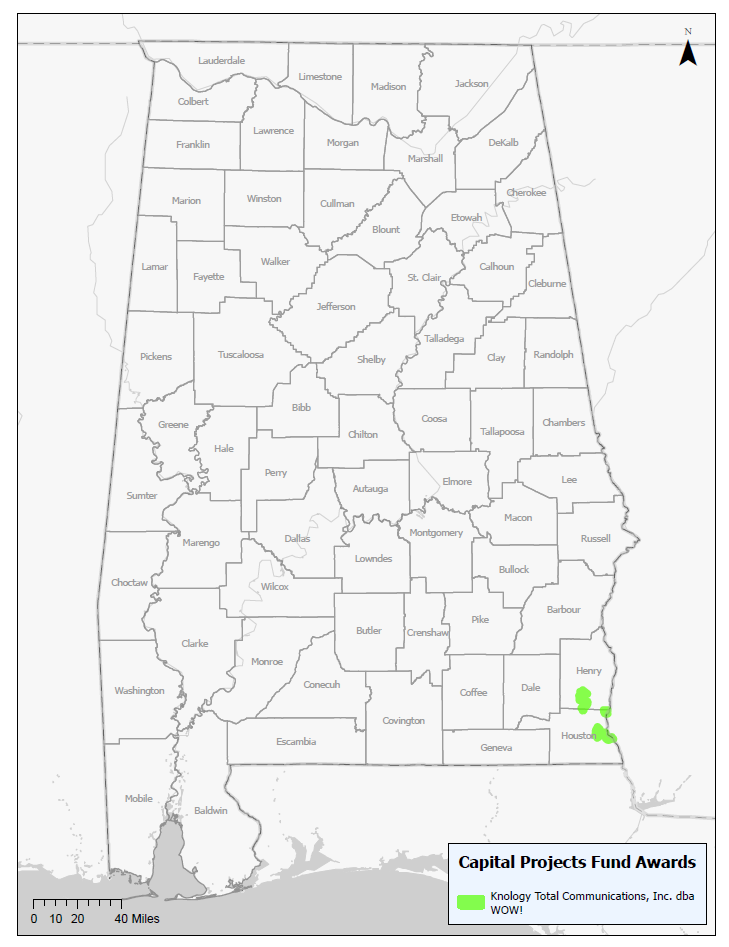 N
Lauderdale
Limestone
Madison
Jackson
Colbert
Lawrence
Franklin
Morgan
DeKalb
Marshall
Cherokee
Marion
Winston
Cullman
Etowah
Blount
Walker
Lamar
Fayette
St. Clair
Calhoun
Cleburne
Jefferson
Talladega
Pickens
Tuscaloosa
Shelby
Clay
Randolph
Bibb
Greene
Coosa
Chambers
Tallapoosa
Chilton
Hale
Perry
Elmore
Lee
Autauga
Sumter
Macon
Montgomery
Dallas
Russell
Marengo
Lowndes
Bullock
Choctaw
Wilcox
Barbour
Pike
Butler
Crenshaw
Clarke
Monroe
Henry
Conecuh
Washington
Coffee
Dale
Covington
Houston
Escambia
Geneva
Mobile
Baldwin
Capital Projects Fund Awards
Knology Total Communications, Inc. dba
WOW!
0 10 20 40 Miles